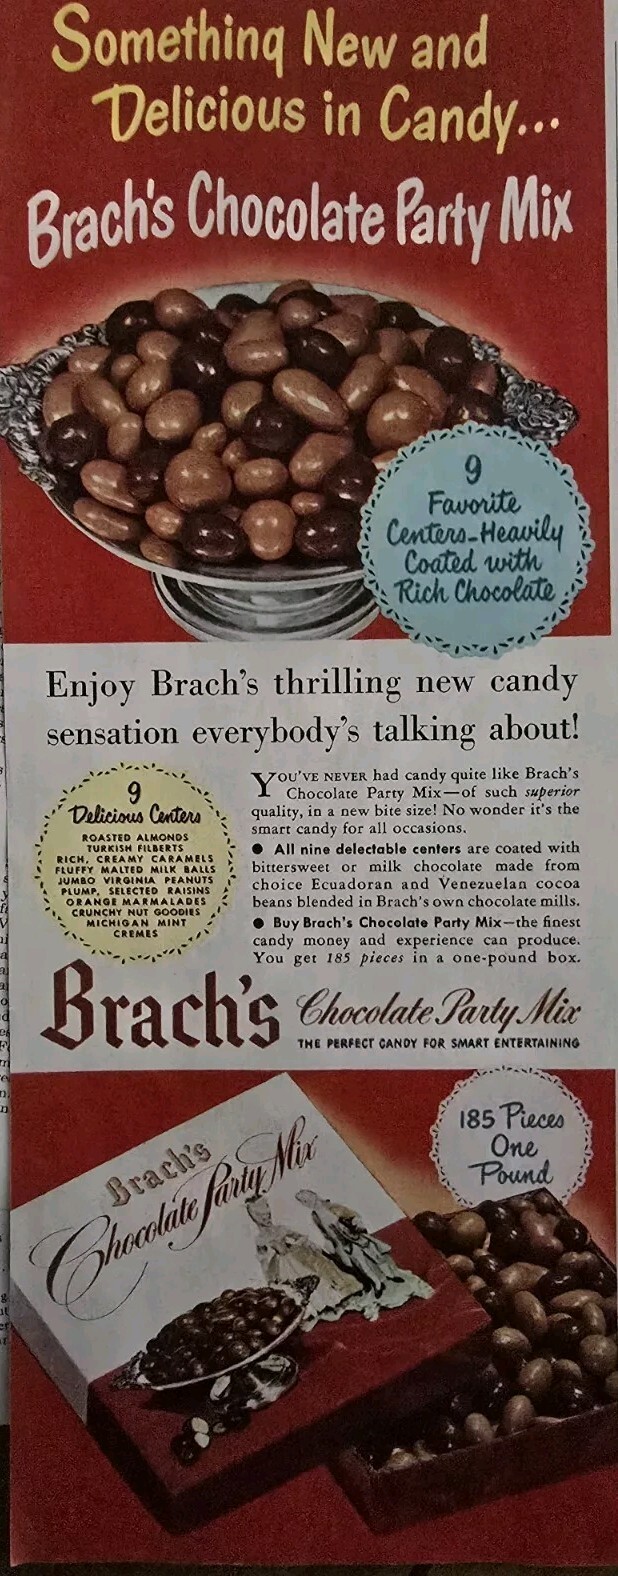 Something New and
Delicious in Candy...
Brach's Chocolate Party Mix
9
Favorite
Centers-Heavily
Coated with
Rich Chocolate
Enjoy Brach's thrilling new candy
sensation everybody's talking about!
9
Delicious Centers
ROASTED ALMONDS
TURKISH FILBERTS
RICH, CREAMY CARAMELS
FLUFFY MALTED MILK BALLS
JUMBO VIRGINIA PEANUTS
PLUMP, SELECTED RAISINS
ORANGE MARMALADES
CRUNCHY NUT GOODIES
MICHIGAN MINT
CREMES
YOU'VE NEVER had candy quite like Brach's
Chocolate Party Mix—of such superior
quality, in a new bite size! No wonder it's the
smart candy for all occasions.
● All nine delectable centers are coated with
bittersweet or milk chocolate made from
choice Ecuadoran and Venezuelan cocoa
beans blended in Brach's own chocolate mills.
● Buy Brach's Chocolate Party Mix—the finest
candy money and experience can produce.
You get 185 pieces in a one-pound box.
Brach's Chocolate Party Mix
THE PERFECT CANDY FOR SMART ENTERTAINING
185 Pieces
One
Pound
Brach's
Chocolate Party Mix